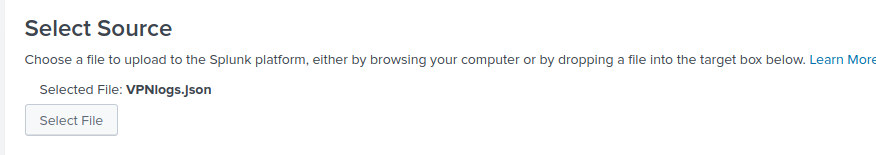 Select Source
Choose a file to upload to the Splunk platform, either by browsing your computer or by dropping a file into the target box below. Learn More
Selected File: VPNlogs.json
Select File